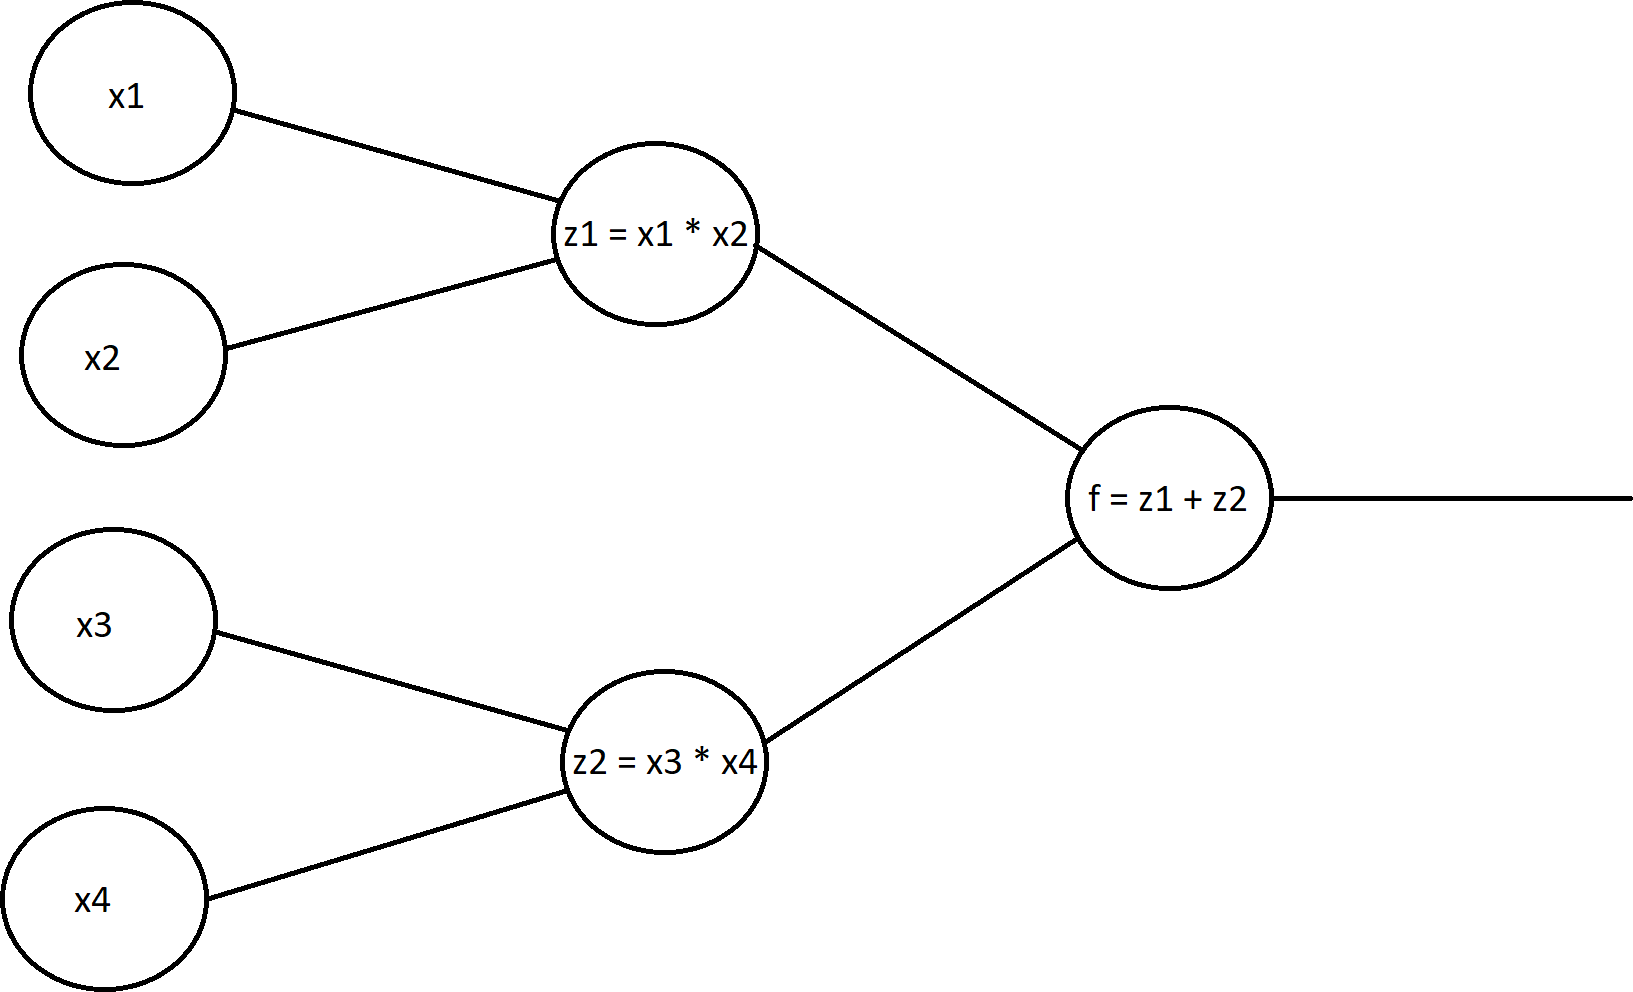 x1
z1 = x1 * x2
x2
f = z1 + z2
x3
z2 = x3 * x4
x4